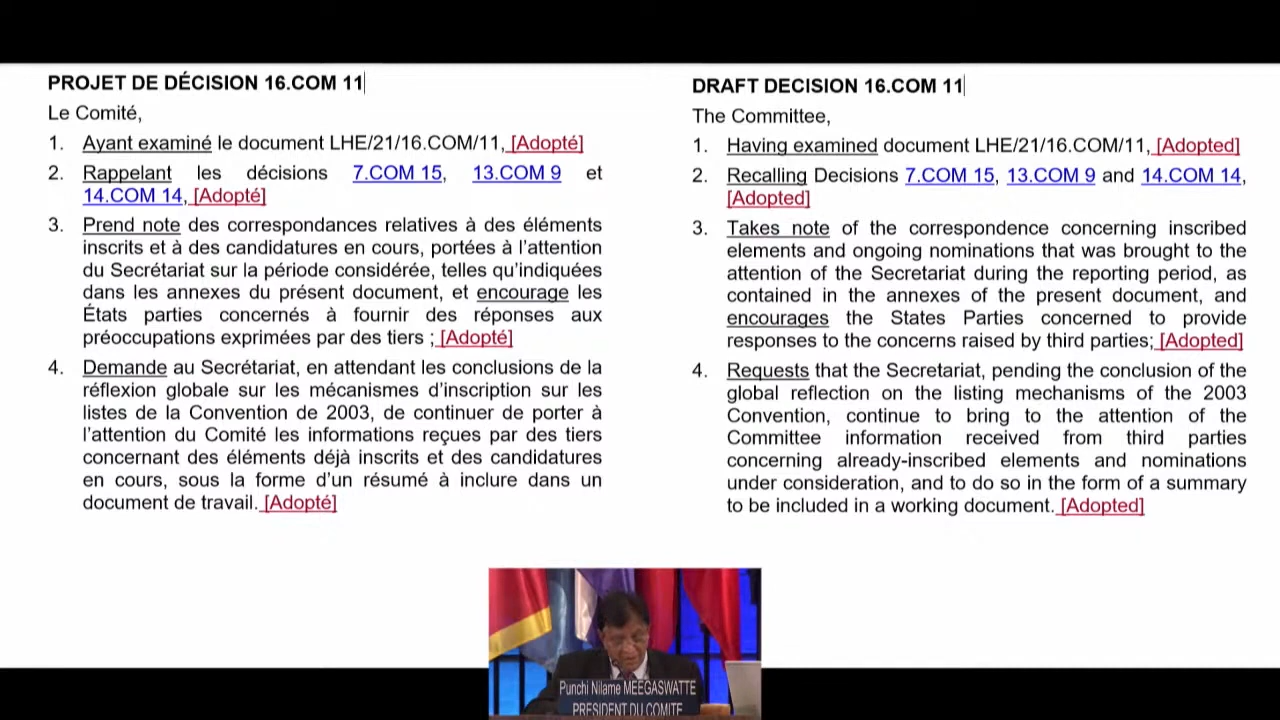 PROJET DE DÉCISION 16.COM 11
Le Comité,
1. Ayant examiné le document LHE/21/16.COM/11, [Adopté]
2. Rappelant les décisions 7.COM 15, 13.COM 9 et
14.COM 14, [Adopté]
3. Prend note des correspondances relatives à des éléments
inscrits et à des candidatures en cours, portées à l'attention
du Secrétariat sur la période considérée, telles qu'indiquées
dans les annexes du présent document, et encourage les
États parties concernés à fournir des réponses aux
préoccupations exprimées par des tiers ; [Adopté]
4. Demande au Secrétariat, en attendant les conclusions de la
réflexion globale sur les mécanismes d'inscription sur les
listes de la Convention de 2003, de continuer de porter à
l'attention du Comité les informations reçues par des tiers
concernant des éléments déjà inscrits et des candidatures
en cours, sous la forme d'un résumé à inclure dans un
document de travail. [Adopté]
DRAFT DECISION 16.COM 11
The Committee,
1. Having examined document LHE/21/16.COM/11, [Adopted]
2. Recalling Decisions 7.COM 15, 13.COM 9 and 14.COM 14,
[Adopted]
3. Takes note of the correspondence concerning inscribed
elements and ongoing nominations that was brought to the
attention of the Secretariat during the reporting period, as
contained in the annexes of the present document, and
encourages the States Parties concerned to provide
responses to the concerns raised by third parties; [Adopted]
4. Requests that the Secretariat, pending the conclusion of the
global reflection on the listing mechanisms of the 2003
Convention, continue to bring to the attention of the
Committee information received from third parties
concerning already-inscribed elements and nominations
under consideration, and to do so in the form of a summary
to be included in a working document. [Adopted]
Punchi Nilame MEEGASWATTE
PRESIDENT DU COMITE